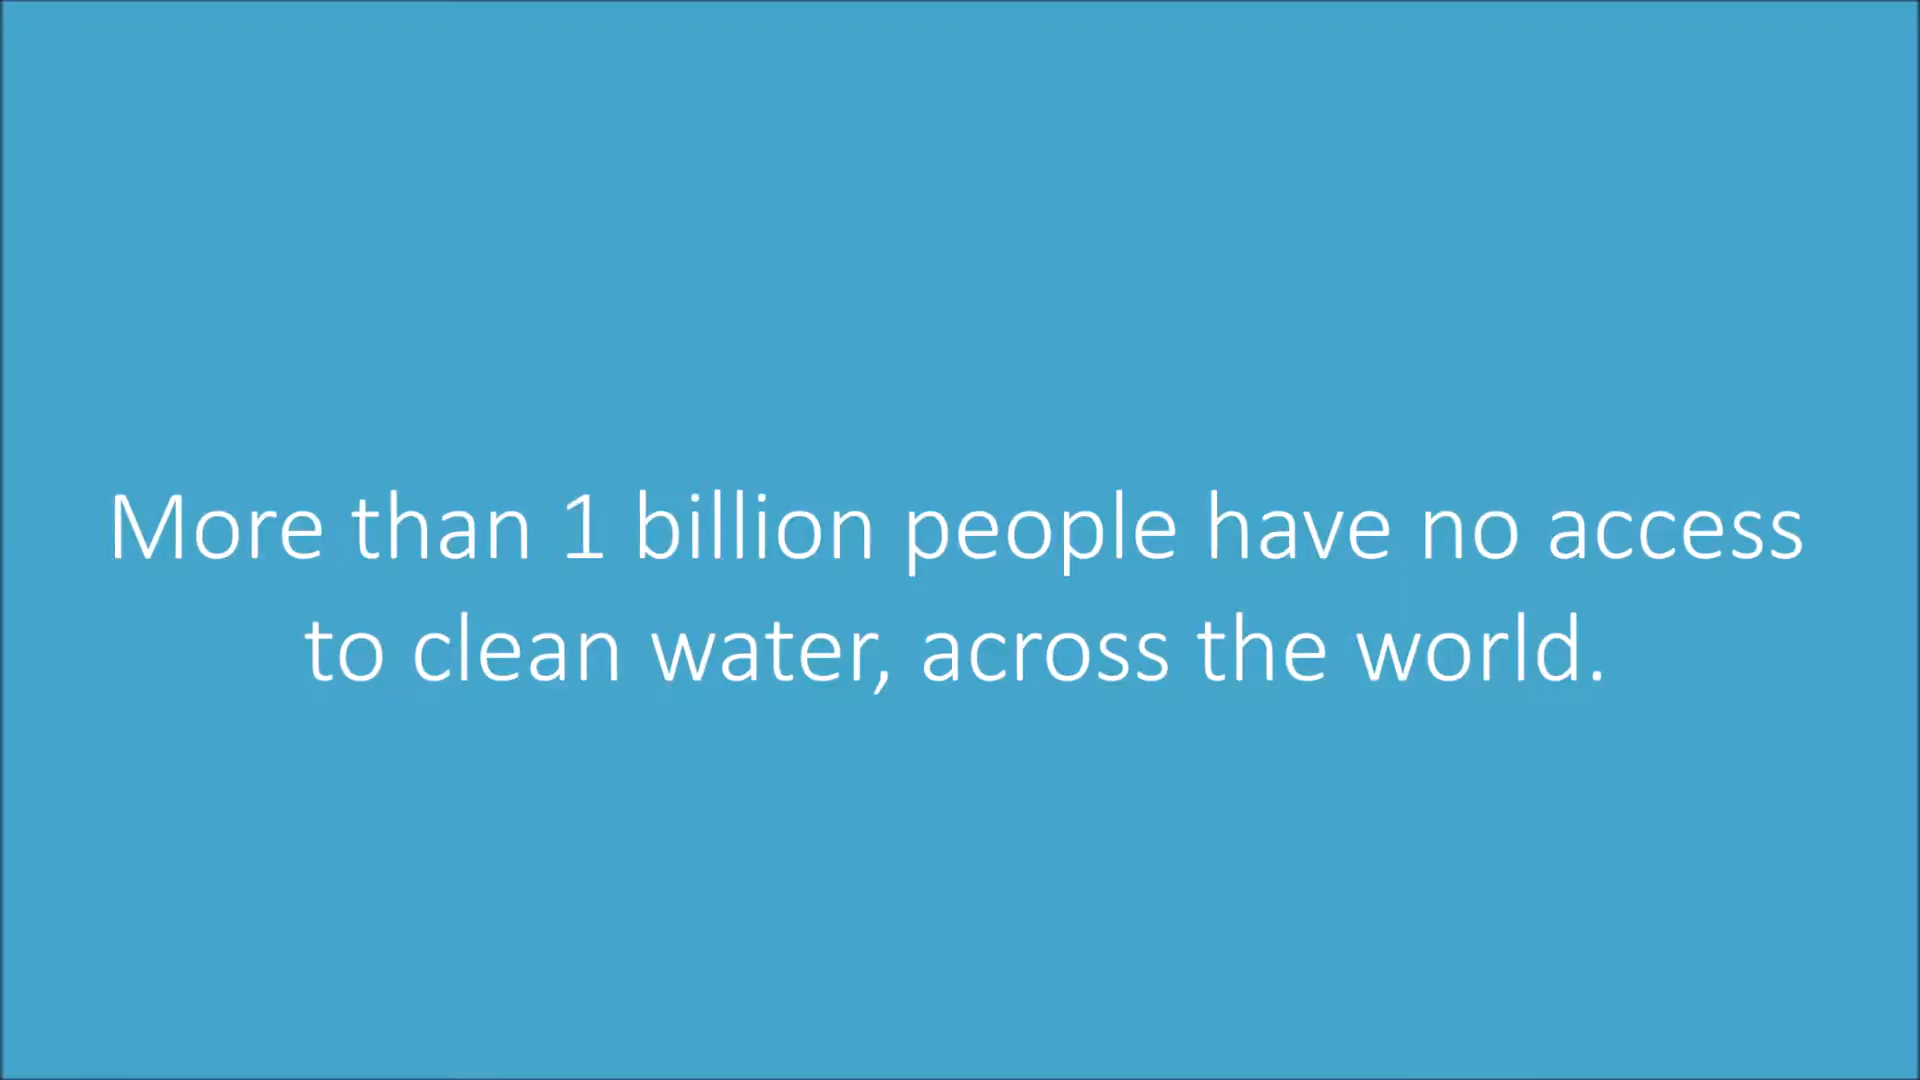 More than 1 billion people have no access
to clean water, across the world.